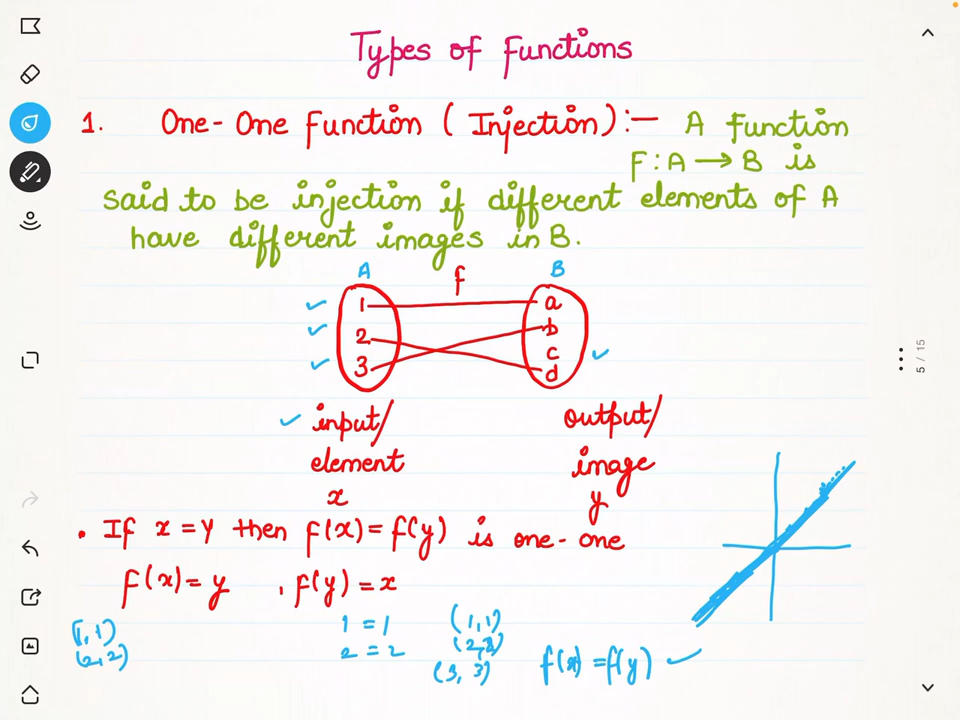 Types of Functions
1. One-One Function (Injection):- A function
F: A → B is
said to be injection if different elements of A
have different images in B.
A f B
1 a
2 b
3 c
d
input/ output/
element image
x y
. If x = y then f(x) = f(y) is one-one
f(x) = y , f(y) = x
(1, 1) 1 = 1 (1, 1)
(2, 2) 2 = 2 (2, 2)
(3, 3) f(x) = f(y)
5 / 15